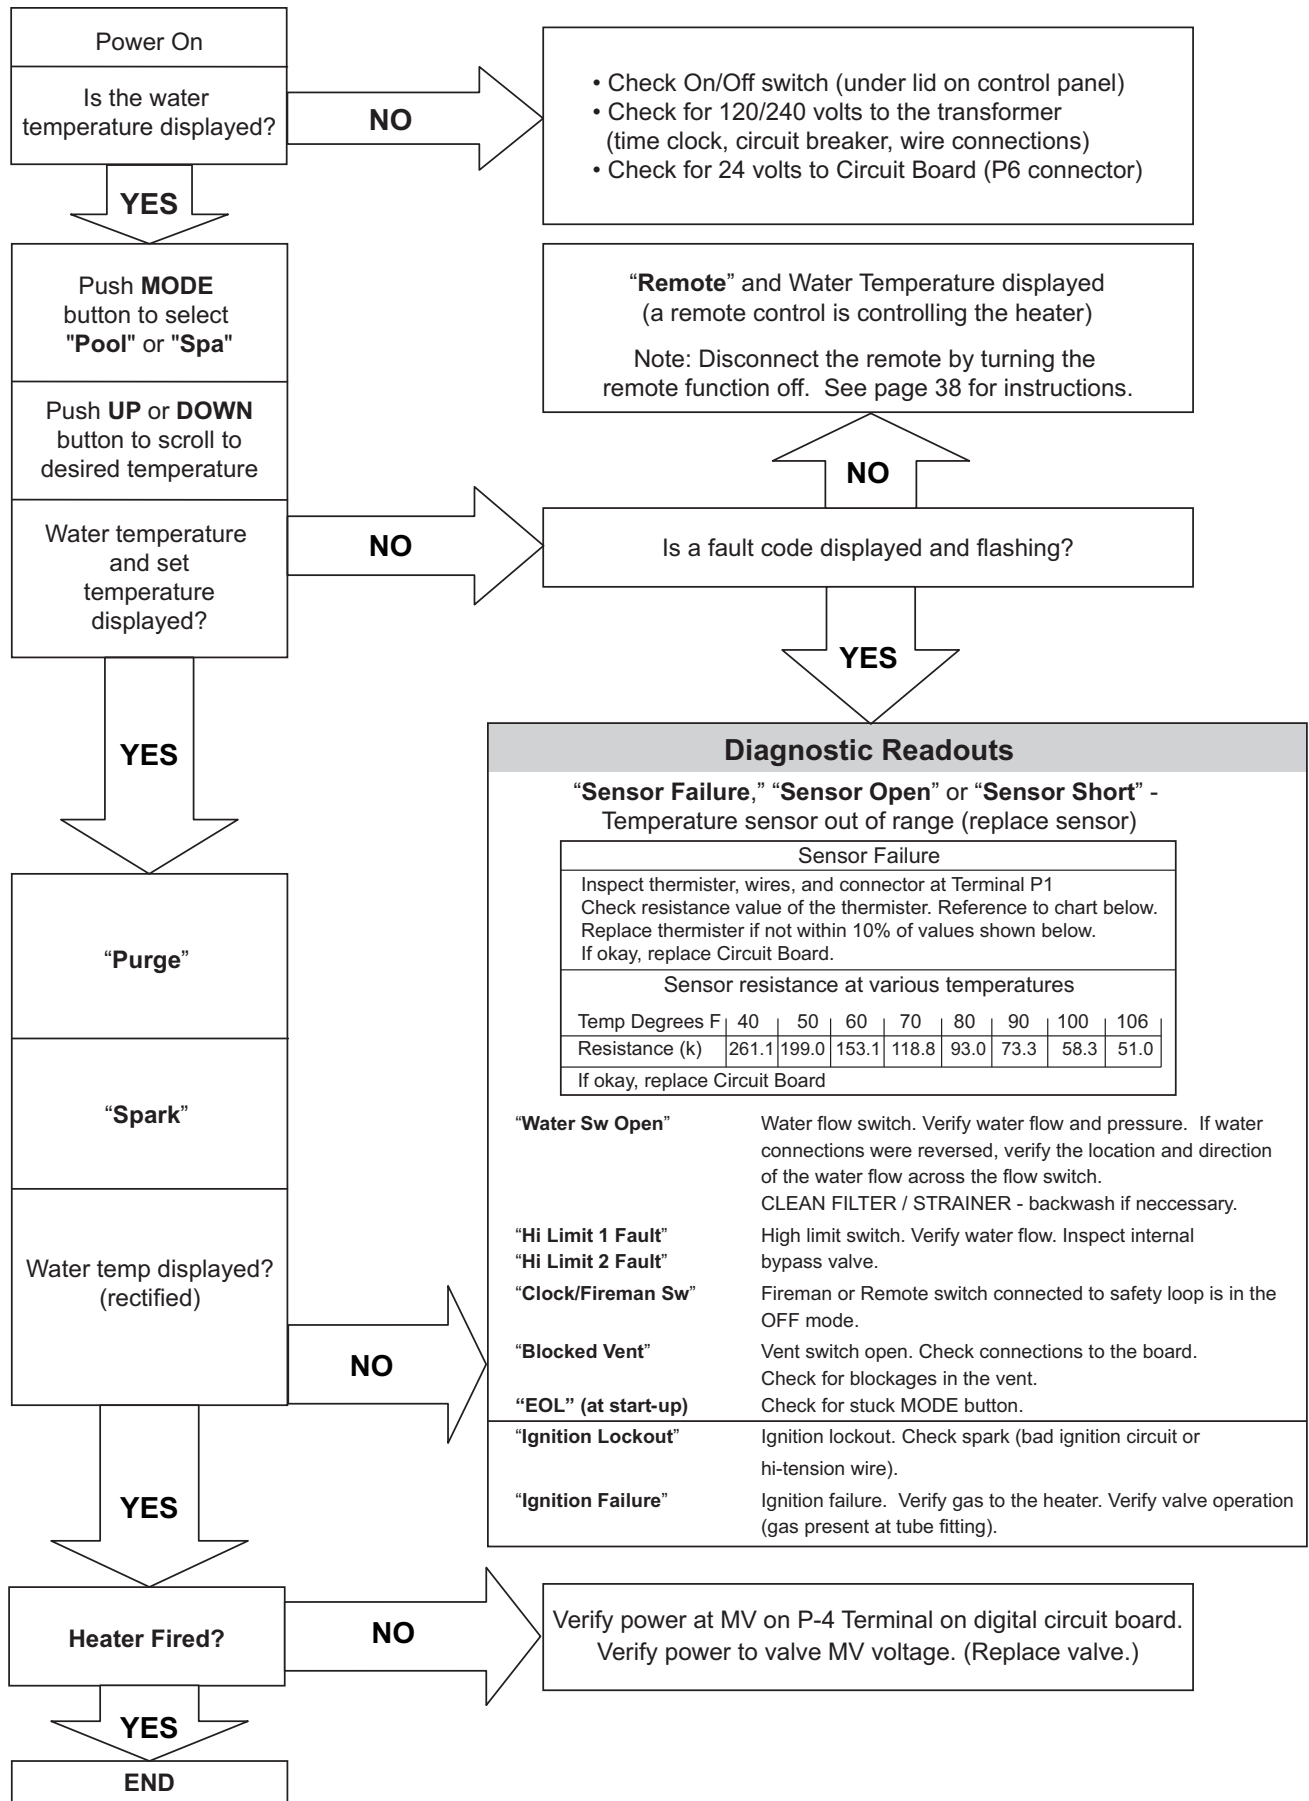 Power On
Is the water
temperature displayed?
NO
• Check On/Off switch (under lid on control panel)
• Check for 120/240 volts to the transformer
(time clock, circuit breaker, wire connections)
• Check for 24 volts to Circuit Board (P6 connector)
YES
Push MODE
button to select
"Pool" or "Spa"
Push UP or DOWN
button to scroll to
desired temperature
Water temperature
and set
temperature
displayed?
“Remote” and Water Temperature displayed
(a remote control is controlling the heater)
Note: Disconnect the remote by turning the
remote function off. See page 38 for instructions.
NO
NO
Is a fault code displayed and flashing?
YES
YES
Diagnostic Readouts
“Sensor Failure,” “Sensor Open” or “Sensor Short” -
Temperature sensor out of range (replace sensor)
Sensor Failure
Inspect thermister, wires, and connector at Terminal P1
Check resistance value of the thermister. Reference to chart below.
Replace thermister if not within 10% of values shown below.
If okay, replace Circuit Board.
Sensor resistance at various temperatures
Temp Degrees F 40 50 60 70 80 90 100 106
Resistance (k) 261.1 199.0 153.1 118.8 93.0 73.3 58.3 51.0
If okay, replace Circuit Board
“Water Sw Open” Water flow switch. Verify water flow and pressure. If water
connections were reversed, verify the location and direction
of the water flow across the flow switch.
CLEAN FILTER / STRAINER - backwash if neccessary.
“Hi Limit 1 Fault” High limit switch. Verify water flow. Inspect internal
“Hi Limit 2 Fault” bypass valve.
“Clock/Fireman Sw” Fireman or Remote switch connected to safety loop is in the
OFF mode.
“Blocked Vent” Vent switch open. Check connections to the board.
Check for blockages in the vent.
“EOL” (at start-up) Check for stuck MODE button.
“Ignition Lockout” Ignition lockout. Check spark (bad ignition circuit or
hi-tension wire).
“Ignition Failure” Ignition failure. Verify gas to the heater. Verify valve operation
(gas present at tube fitting).
“Purge”
“Spark”
Water temp displayed?
(rectified)
NO
YES
Heater Fired?
NO
Verify power at MV on P-4 Terminal on digital circuit board.
Verify power to valve MV voltage. (Replace valve.)
YES
END